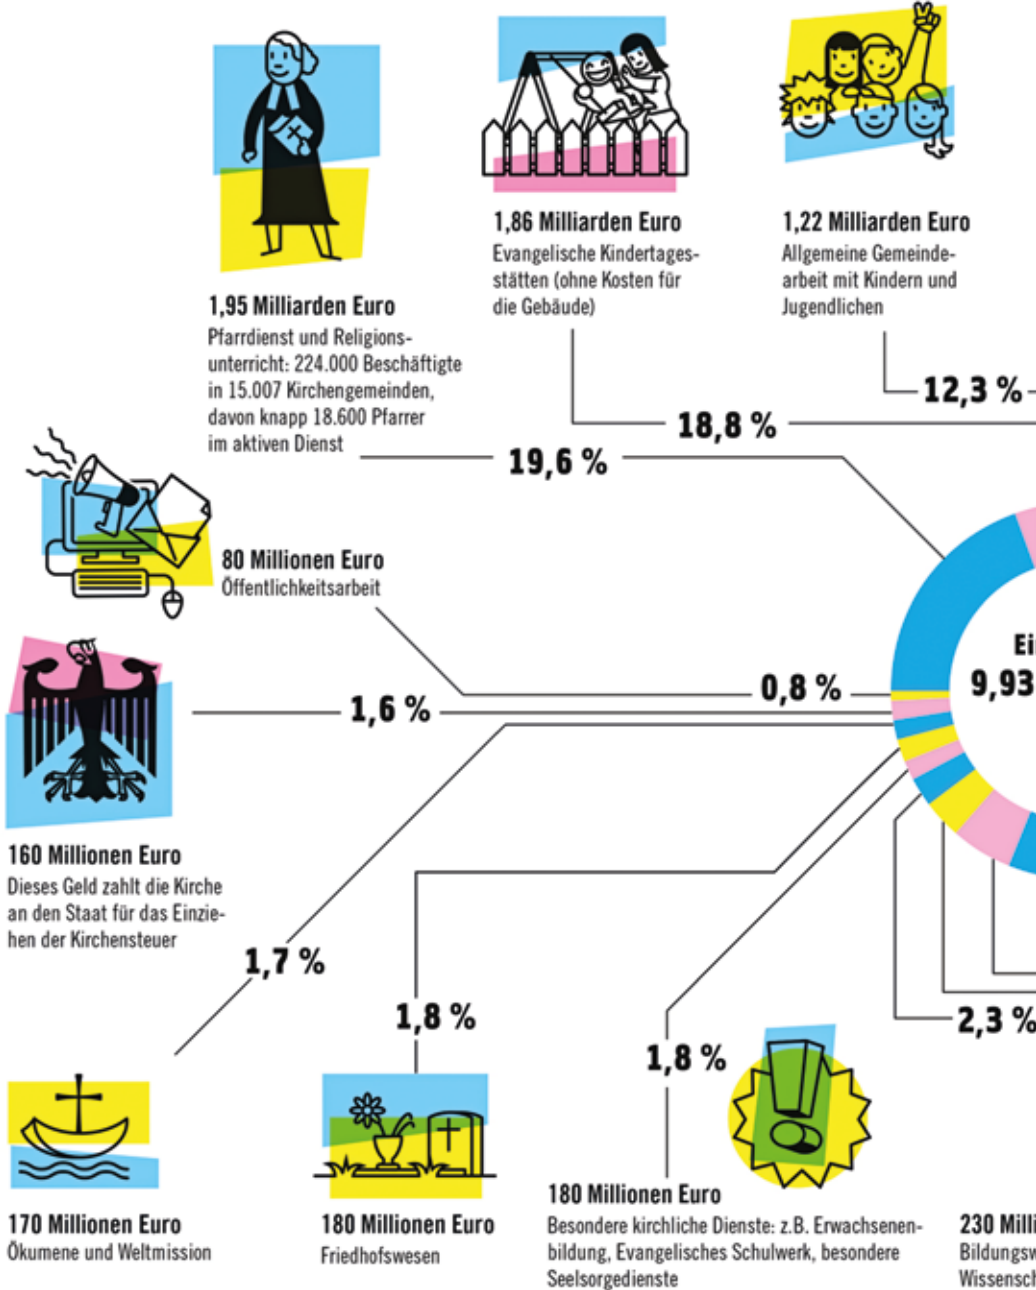 1,95 Milliarden Euro
Pfarrdienst und Religions-
unterricht: 224.000 Beschäftigte
in 15.007 Kirchengemeinden,
davon knapp 18.600 Pfarrer
im aktiven Dienst
1,86 Milliarden Euro
Evangelische Kindertages-
stätten (ohne Kosten für
die Gebäude)
1,22 Milliarden Euro
Allgemeine Gemeinde-
arbeit mit Kindern und
Jugendlichen
12,3 %
18,8 %
19,6 %
80 Millionen Euro
Öffentlichkeitsarbeit
0,8 %
9,93
1,6 %
160 Millionen Euro
Dieses Geld zahlt die Kirche
an den Staat für das Einzie-
hen der Kirchensteuer
1,7 %
1,8 %
1,8 %
2,3 %
170 Millionen Euro
Ökumene und Weltmission
180 Millionen Euro
Friedhofswesen
180 Millionen Euro
Besondere kirchliche Dienste: z.B. Erwachsenen-
bildung, Evangelisches Schulwerk, besondere
Seelsorgedienste
230